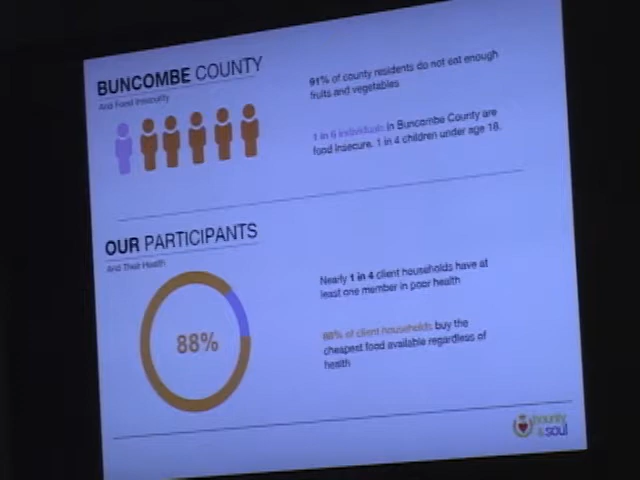 BUNCOMBE COUNTY
And Food Insecurity
91% of county residents do not eat enough
fruits and vegetables
1 in 6 individuals in Buncombe County are
food insecure. 1 in 4 children under age 18.
OUR PARTICIPANTS
And Their Health
88%
Nearly 1 in 4 client households have at
least one member in poor health
88% of client households buy the
cheapest food available regardless of
health
bounty
& soul